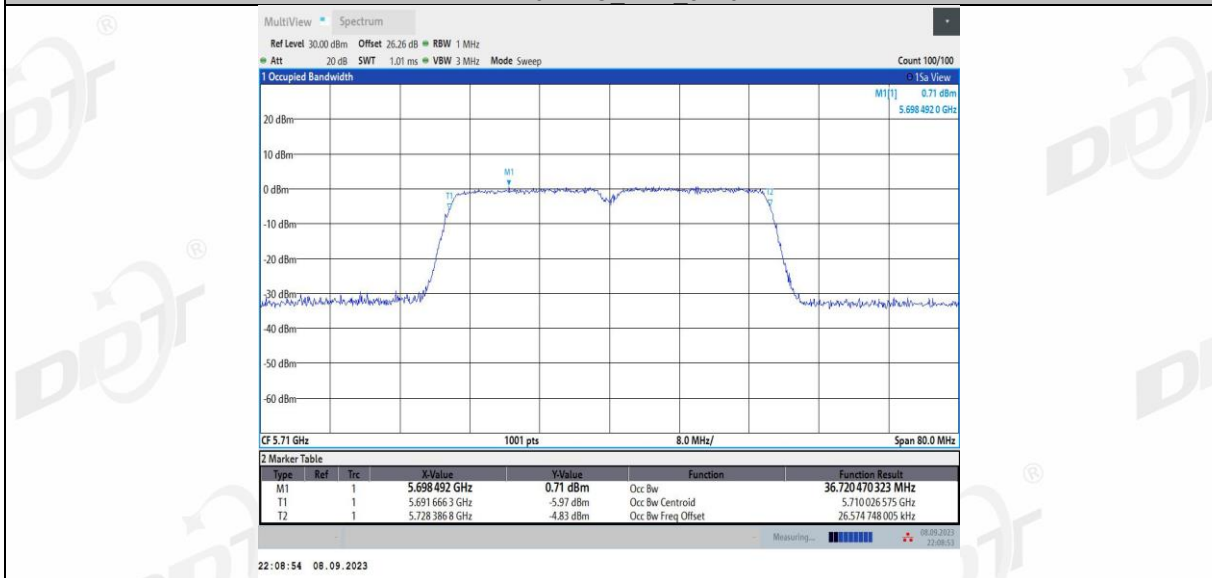 MultiView Spectrum
Ref Level 30.00 dBm Offset 26.26 dB RBW 1 MHz
Att 20 dB SWT 1.01 ms VBW 3 MHz Mode Sweep Count 100/100
1 Occupied Bandwidth 1Sa View
M1[1] 0.71 dBm
5.698 492 0 GHz
20 dBm
10 dBm
M1
0 dBm
T1 T2
-10 dBm
-20 dBm
-30 dBm
-40 dBm
-50 dBm
-60 dBm
CF 5.71 GHz 1001 pts 8.0 MHz/ Span 80.0 MHz
2 Marker Table
Type Ref Trc X-Value Y-Value Function Function Result
M1 1 5.698 492 GHz 0.71 dBm Occ Bw 36.720 470 323 MHz
T1 1 5.691 666 3 GHz -5.97 dBm Occ Bw Centroid 5.710 026 575 GHz
T2 1 5.728 386 8 GHz -4.83 dBm Occ Bw Freq Offset 26.574 748 005 kHz
Measuring... 08.09.2023
22:08:53
22:08:54 08.09.2023
DDT ®